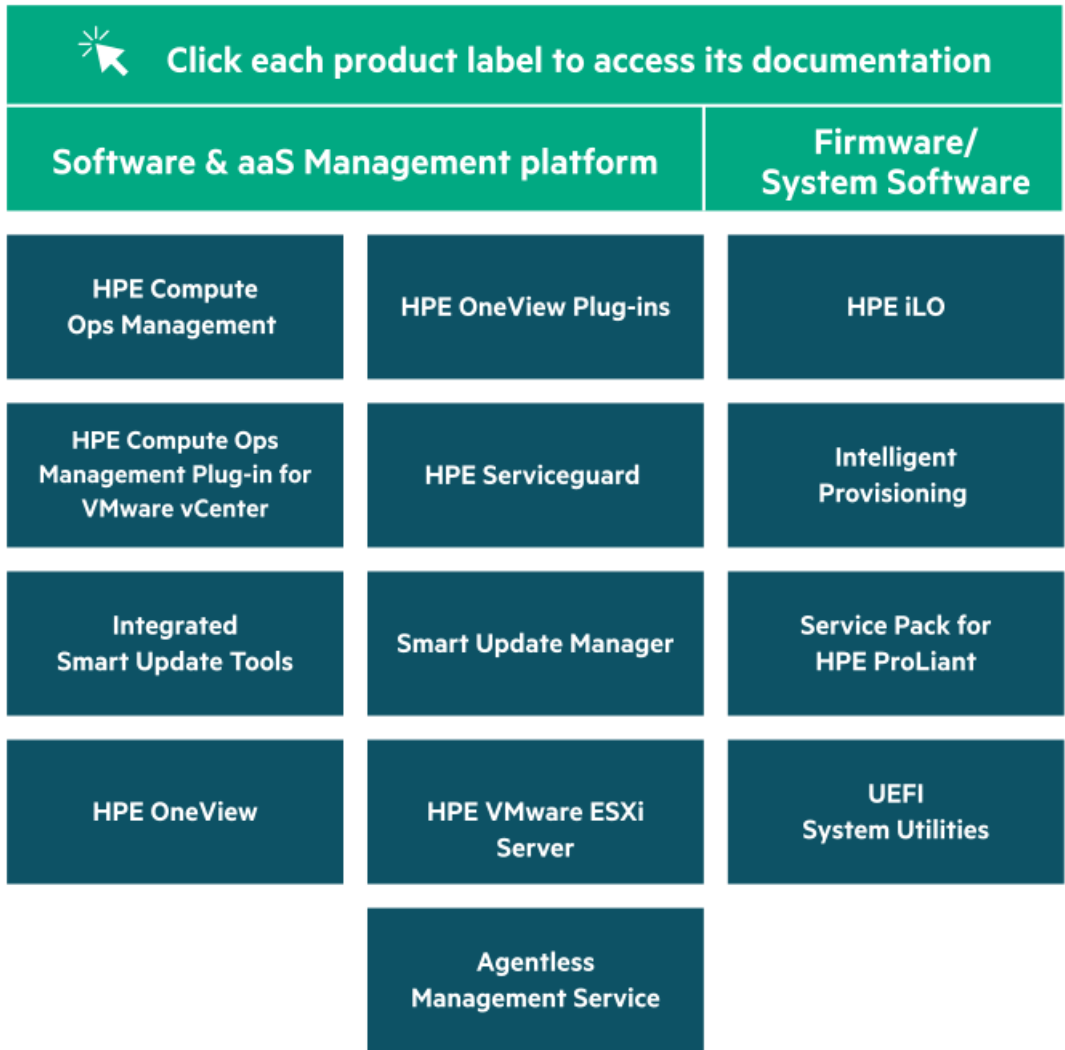 Click each product label to access its documentation
Software & aaS Management platform
Firmware/
System Software
HPE Compute
Ops Management
HPE OneView Plug-ins
HPE iLO
HPE Compute Ops
Management Plug-in for
VMware vCenter
HPE Serviceguard
Intelligent
Provisioning
Integrated
Smart Update Tools
Smart Update Manager
Service Pack for
HPE ProLiant
HPE OneView
HPE VMware ESXi
Server
UEFI
System Utilities
Agentless
Management Service